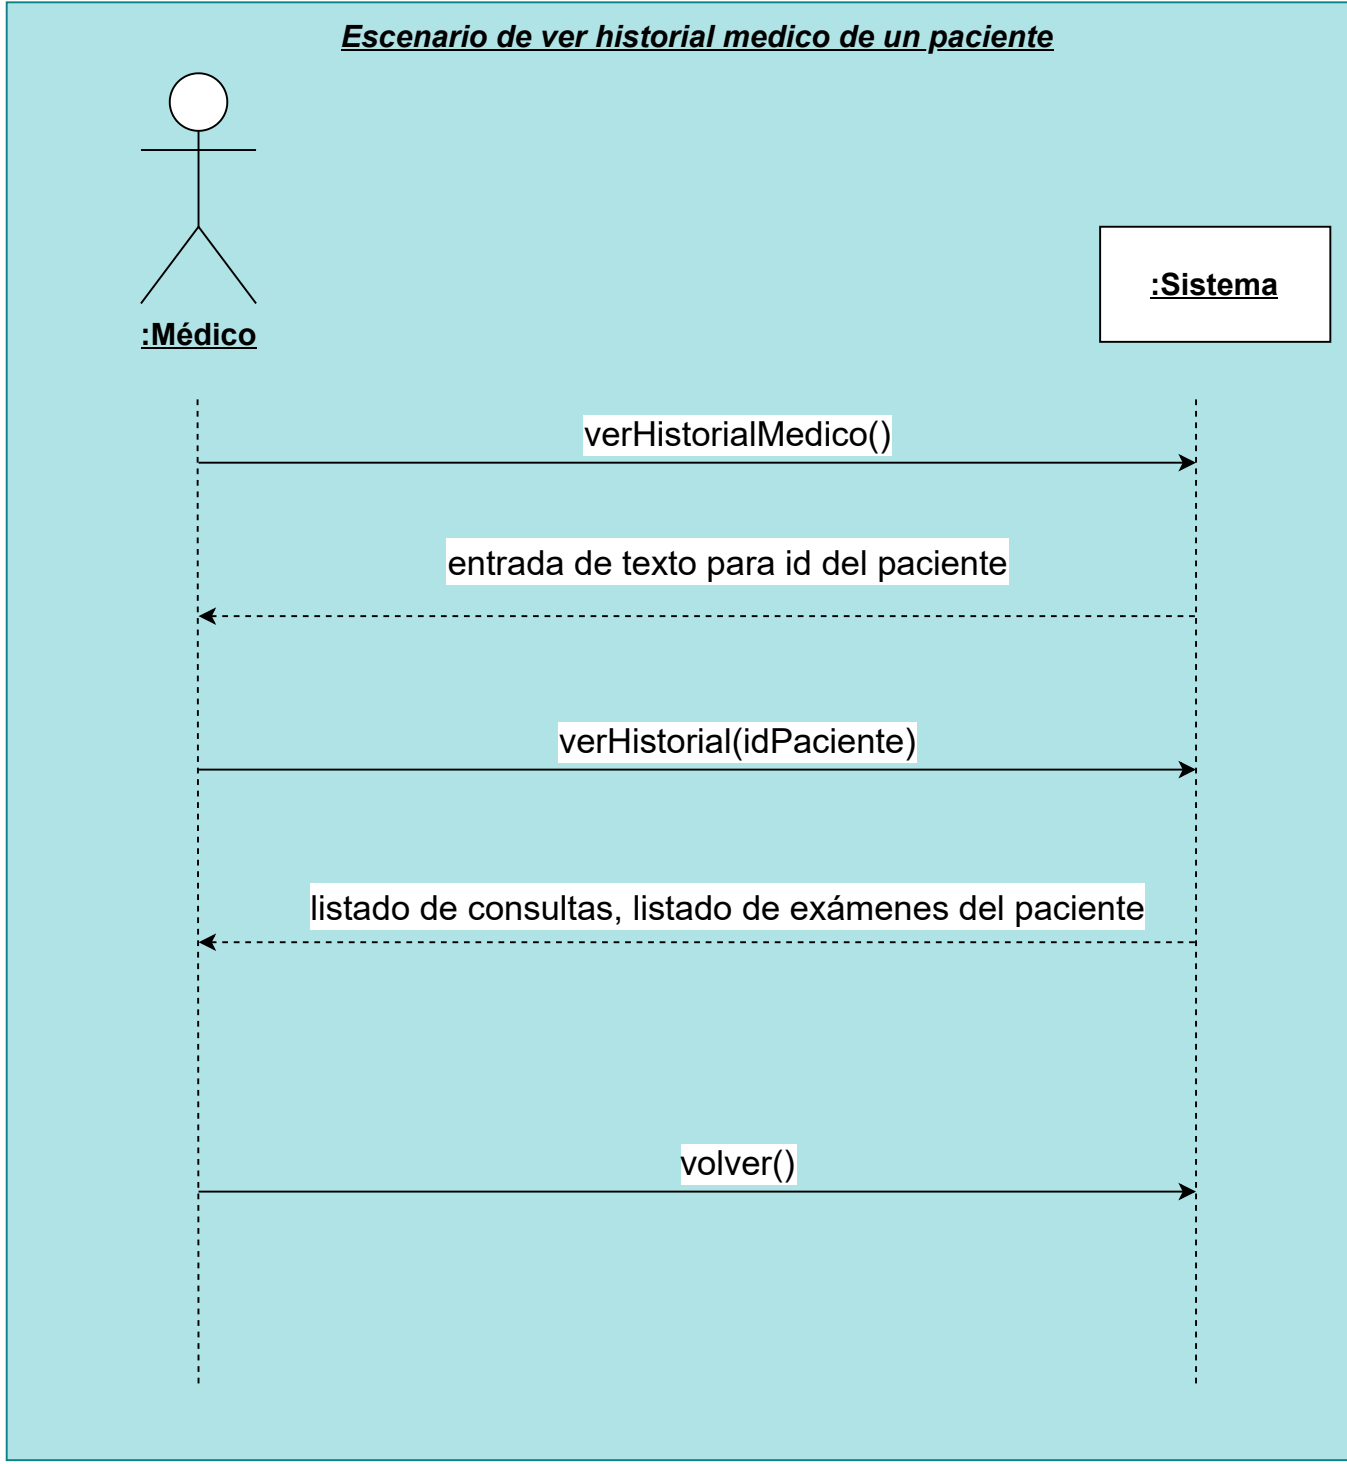 Escenario de ver historial medico de un paciente
:Sistema
:Médico
verHistorialMedico()
entrada de texto para id del paciente
verHistorial(idPaciente)
listado de consultas, listado de exámenes del paciente
volver()